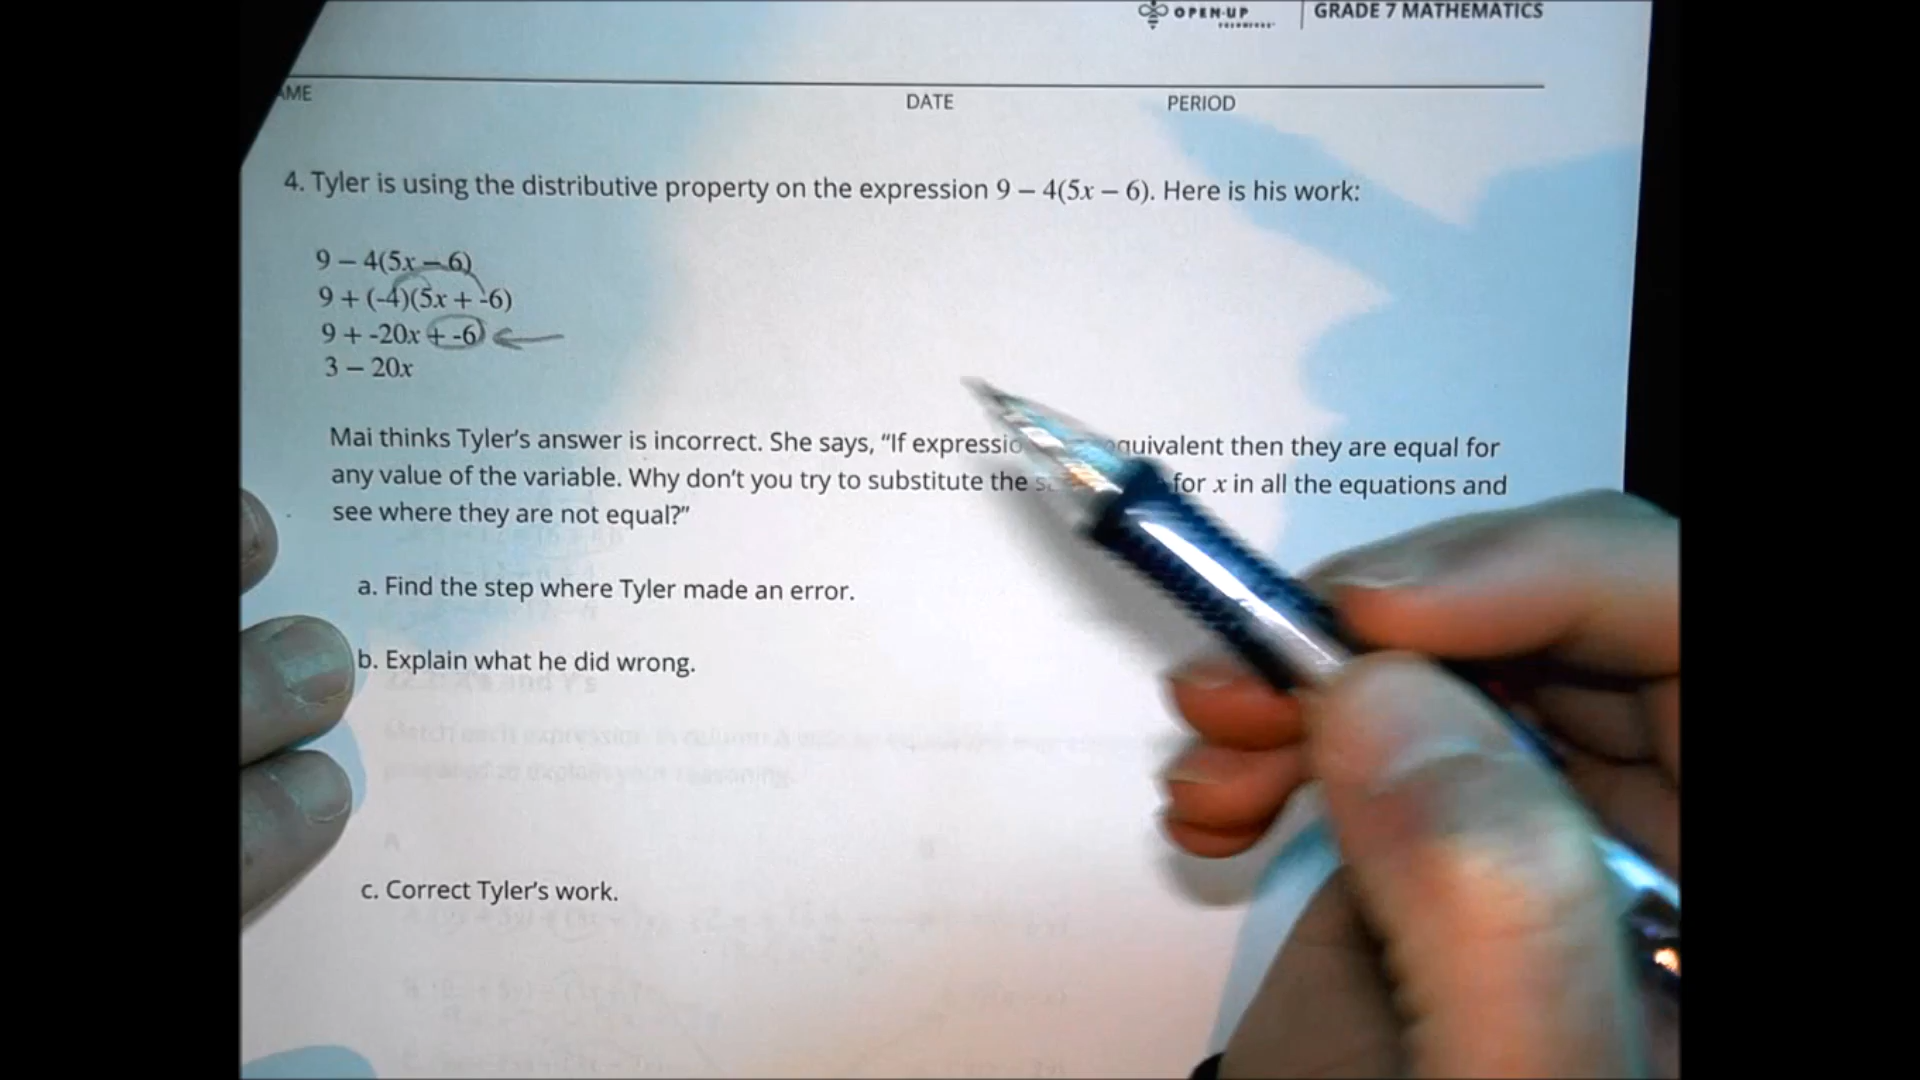 OPEN-UP
GRADE 7 MATHEMATICS
DATE
PERIOD
4. Tyler is using the distributive property on the expression 9 – 4(5x – 6). Here is his work:
9 – 4(5x – 6)
9 + (-4)(5x + -6)
9 + -20x + -6
3 – 20x
Mai thinks Tyler's answer is incorrect. She says, “If equivalent then they are equal for
any value of the variable. Why don't you try to substitute the for x in all the equations and
see where they are not equal?”
a. Find the step where Tyler made an error.
b. Explain what he did wrong.
c. Correct Tyler's work.